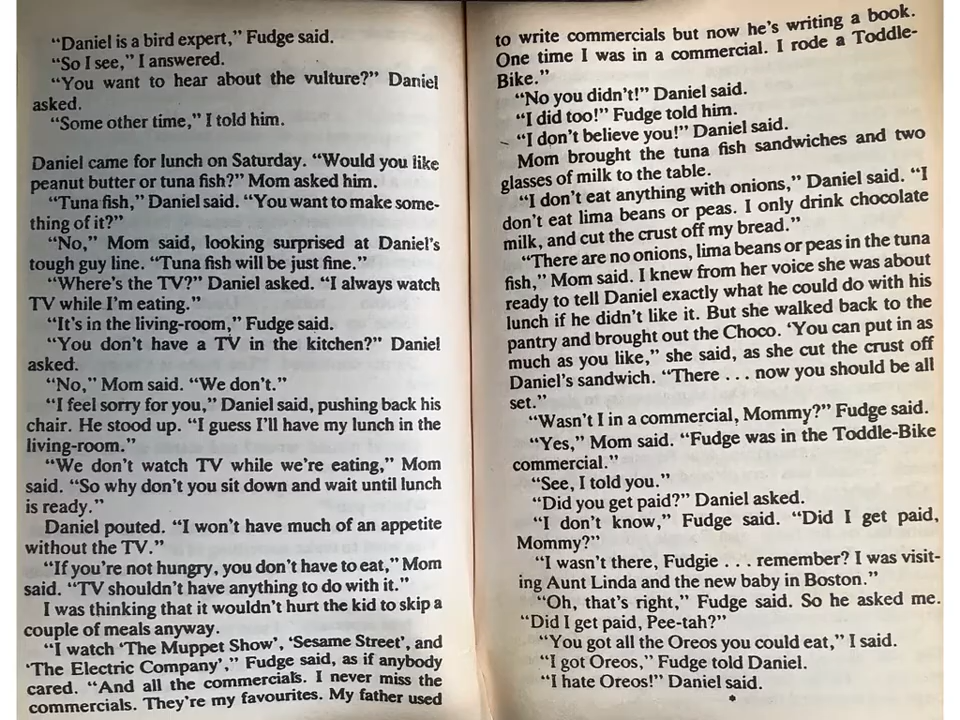 “Daniel is a bird expert,” Fudge said.
“So I see,” I answered.
“You want to hear about the vulture?” Daniel
asked.
“Some other time,” I told him.
Daniel came for lunch on Saturday. “Would you like
peanut butter or tuna fish?” Mom asked him.
“Tuna fish,” Daniel said. “You want to make some-
thing of it?”
“No,” Mom said, looking surprised at Daniel’s
tough guy line. “Tuna fish will be just fine.”
“Where’s the TV?” Daniel asked. “I always watch
TV while I’m eating.”
“It’s in the living-room,” Fudge said.
“You don’t have a TV in the kitchen?” Daniel
asked.
“No,” Mom said. “We don’t.”
“I feel sorry for you,” Daniel said, pushing back his
chair. He stood up. “I guess I’ll have my lunch in the
living-room.”
“We don’t watch TV while we’re eating,” Mom
said. “So why don’t you sit down and wait until lunch
is ready.”
Daniel pouted. “I won’t have much of an appetite
without the TV.”
“If you’re not hungry, you don’t have to eat,” Mom
said. “TV shouldn’t have anything to do with it.”
I was thinking that it wouldn’t hurt the kid to skip a
couple of meals anyway.
“I watch ‘The Muppet Show’, ‘Sesame Street’, and
‘The Electric Company’,” Fudge said, as if anybody
cared. “And all the commercials. I never miss the
commercials. They’re my favourites. My father used
to write commercials but now he’s writing a book.
One time I was in a commercial. I rode a Toddle-
Bike.”
“No you didn’t!” Daniel said.
“I did too!” Fudge told him.
“I don’t believe you!” Daniel said.
Mom brought the tuna fish sandwiches and two
glasses of milk to the table.
“I don’t eat anything with onions,” Daniel said. “I
don’t eat lima beans or peas. I only drink chocolate
milk, and cut the crust off my bread.”
“There are no onions, lima beans or peas in the tuna
fish,” Mom said. I knew from her voice she was about
ready to tell Daniel exactly what he could do with his
lunch if he didn’t like it. But she walked back to the
pantry and brought out the Choco. ‘You can put in as
much as you like,” she said, as she cut the crust off
Daniel’s sandwich. “There . . . now you should be all
set.”
“Wasn’t I in a commercial, Mommy?” Fudge said.
“Yes,” Mom said. “Fudge was in the Toddle-Bike
commercial.”
“See, I told you.”
“Did you get paid?” Daniel asked.
“I don’t know,” Fudge said. “Did I get paid,
Mommy?”
“I wasn’t there, Fudgie . . . remember? I was visit-
ing Aunt Linda and the new baby in Boston.”
“Oh, that’s right,” Fudge said. So he asked me.
“Did I get paid, Pee-tah?”
“You got all the Oreos you could eat,” I said.
“I got Oreos,” Fudge told Daniel.
“I hate Oreos!” Daniel said.